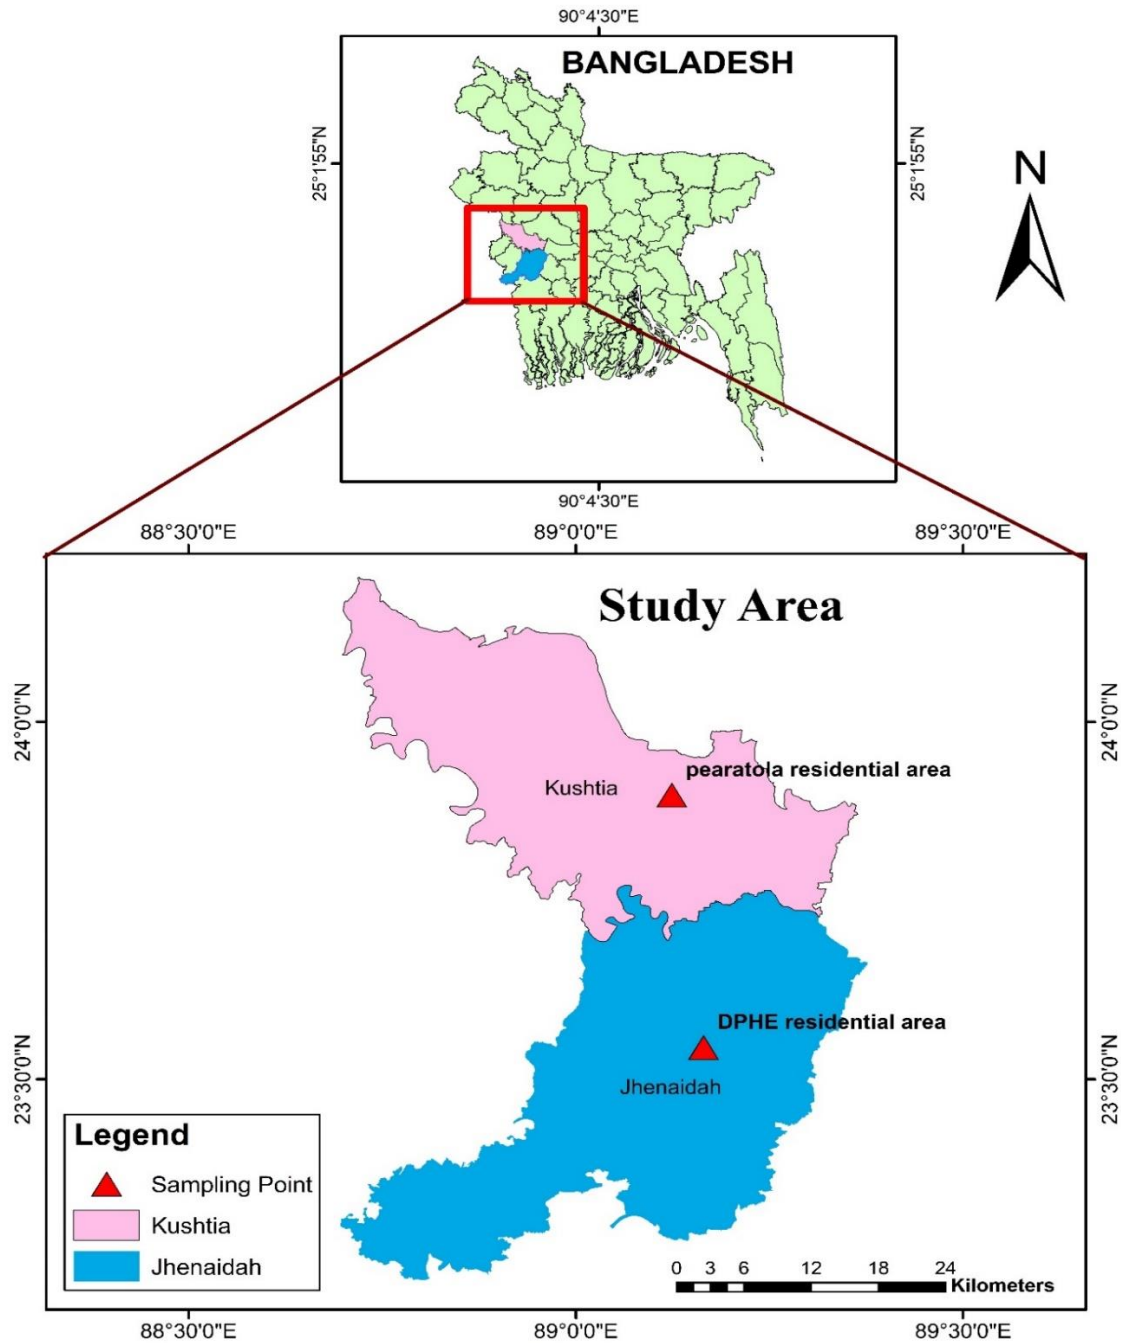 90°4'30"E
BANGLADESH
25°1'55"N
25°1'55"N
N
90°4'30"E
88°30'0"E
89°0'0"E
89°30'0"E
Study Area
24°0'0"N
24°0'0"N
pearatola residential area
Kushtia
DPHE residential area
23°30'0"N
23°30'0"N
Jhenaidah
Legend
Sampling Point
Kushtia
Jhenaidah
0 3 6 12 18 24
Kilometers
88°30'0"E
89°0'0"E
89°30'0"E